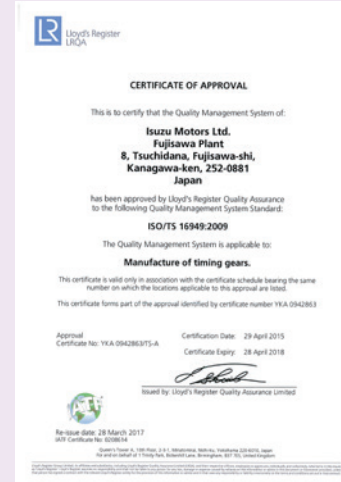 LR
Lloyd's Register
LRQA
CERTIFICATE OF APPROVAL
This is to certify that the Quality Management System of:
Isuzu Motors Ltd.
Fujisawa Plant
8, Tsuchidana, Fujisawa-shi,
Kanagawa-ken, 252-0881
Japan
has been approved by Lloyd's Register Quality Assurance
to the following Quality Management System Standard:
ISO/TS 16949:2009
The Quality Management System is applicable to:
Manufacture of timing gears.
This certificate is valid only in association with the certificate schedule bearing the same
number on which the locations applicable to this approval are listed.
This certificate forms part of the approval identified by certificate number YKA 0942863
Approval
Certificate No: YKA 0942863/TS-A
Certification Date: 29 April 2015
Certificate Expiry: 28 April 2018
Issued by: Lloyd's Register Quality Assurance Limited
Re-issue date: 28 March 2017
IATF Certificate No: 0208614